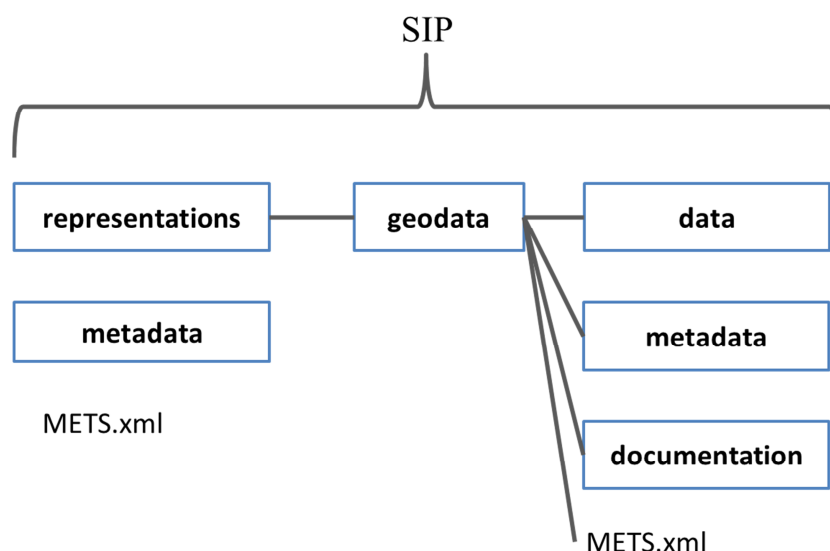 SIP
representations
geodata
data
metadata
metadata
METS.xml
documentation
METS.xml